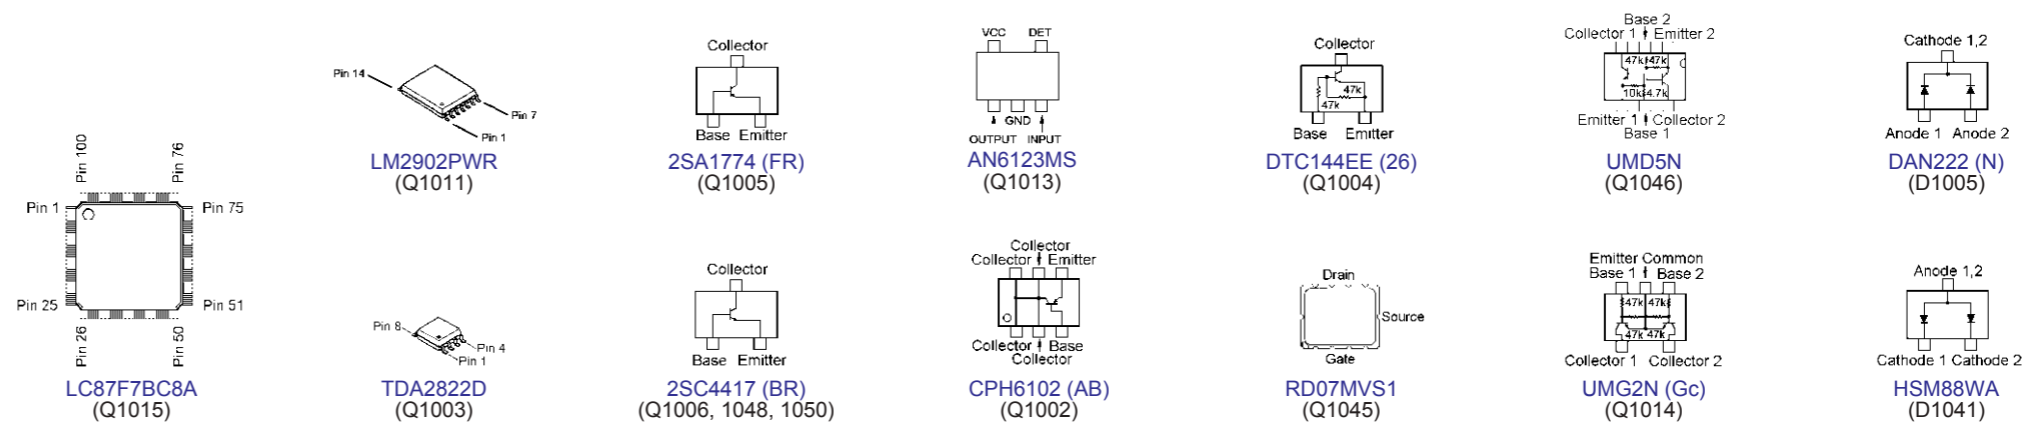 Pin 100
Pin 76
Pin 1
Pin 75
Pin 25
Pin 51
Pin 26
Pin 50
LC87F7BC8A
(Q1015)
Pin 14
Pin 7
Pin 1
LM2902PWR
(Q1011)
Pin 8
Pin 4
Pin 1
TDA2822D
(Q1003)
Collector
Base Emitter
2SA1774 (FR)
(Q1005)
Collector
Base Emitter
2SC4417 (BR)
(Q1006, 1048, 1050)
VCC DET
GND
OUTPUT INPUT
AN6123MS
(Q1013)
Collector
Collector Emitter
Collector Base
Collector
CPH6102 (AB)
(Q1002)
Collector
47k
47k
Base Emitter
DTC144EE (26)
(Q1004)
Drain
Source
Gate
RD07MVS1
(Q1045)
Base 2
Collector 1 Emitter 2
47k 47k
10k 4.7k
Emitter 1 Collector 2
Base 1
UMD5N
(Q1046)
Emitter Common
Base 1 Base 2
47k 47k
47k 47k
Collector 1 Collector 2
UMG2N (Gc)
(Q1014)
Cathode 1,2
Anode 1 Anode 2
DAN222 (N)
(D1005)
Anode 1,2
Cathode 1 Cathode 2
HSM88WA
(D1041)